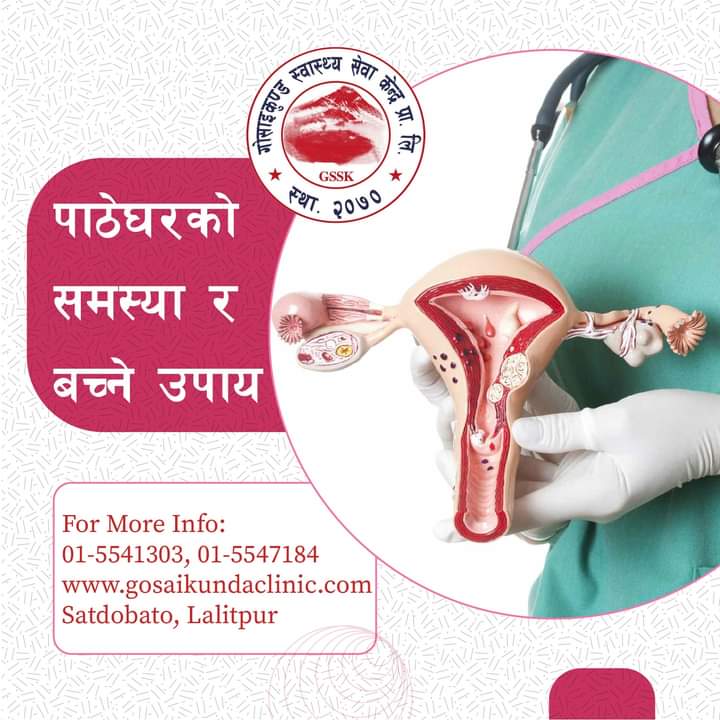 गोसाइकुण्ड स्वास्थ्य सेवा केन्द्र प्रा. लि.
GSSK
स्था. २०७०
पाठेघरको
समस्या र
बच्ने उपाय
For More Info:
01-5541303, 01-5547184
www.gosaikundaclinic.com
Satdobato, Lalitpur